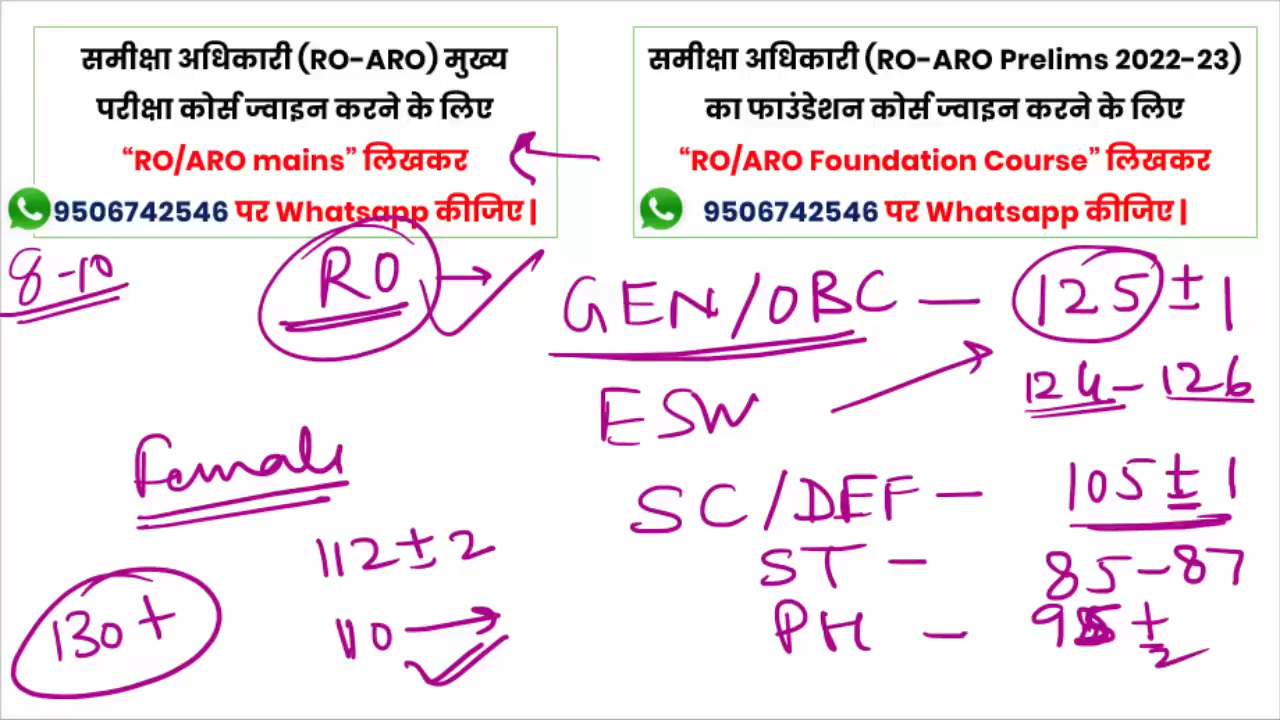 समीक्षा अधिकारी (RO-ARO) मुख्य
परीक्षा कोर्स ज्वाइन करने के लिए
“RO/ARO mains” लिखकर
9506742546 पर Whatsapp कीजिए |
समीक्षा अधिकारी (RO-ARO Prelims 2022-23)
का फाउंडेशन कोर्स ज्वाइन करने के लिए
“RO/ARO Foundation Course” लिखकर
9506742546 पर Whatsapp कीजिए |
8-10
RO
GEN/OBC - 125 ± 1
124 - 126
ESW
Female
SC/DEF - 105 ± 1
112 ± 2
ST - 85-87
130+
110
PH - ± 2